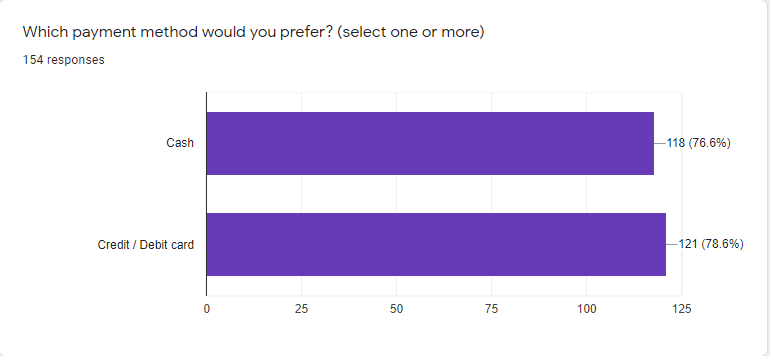 Which payment method would you prefer? (select one or more)
154 responses
Cash
118 (76.6%)
Credit / Debit card
121 (78.6%)
0 25 50 75 100 125